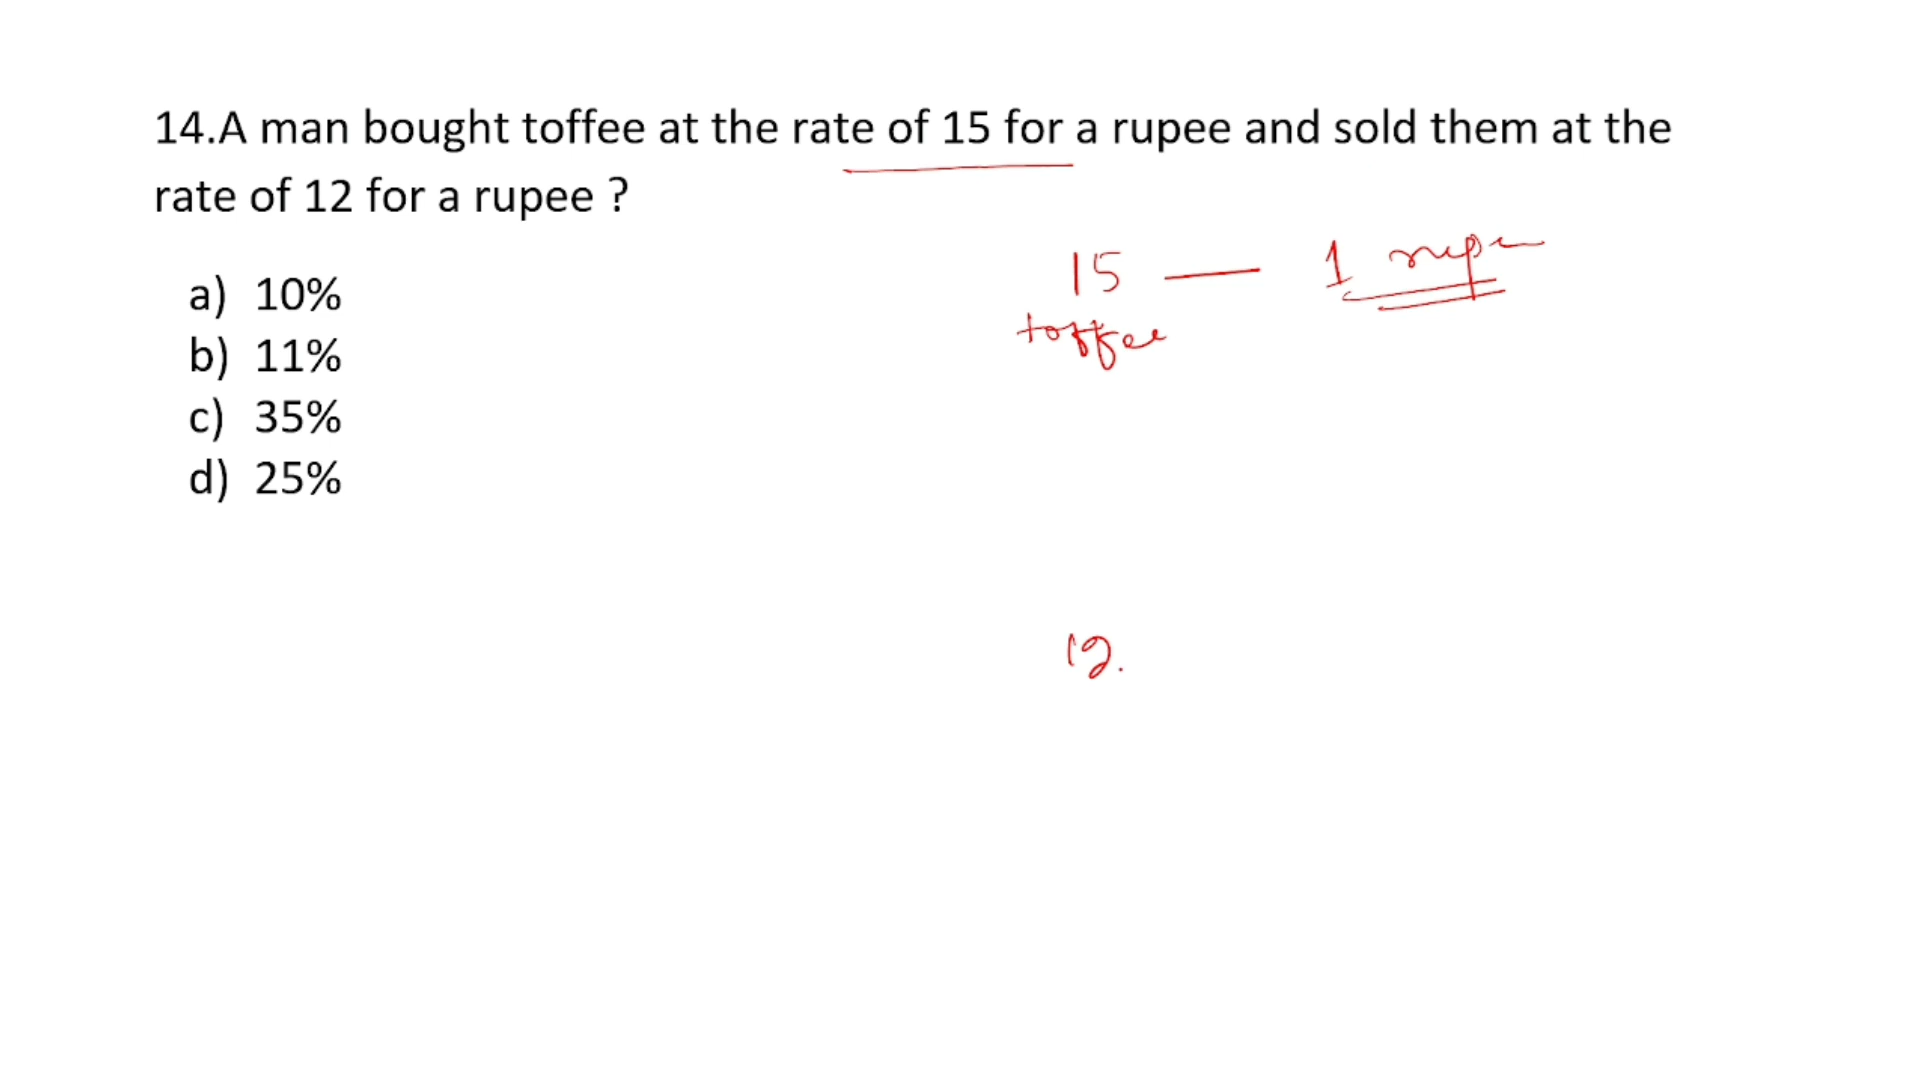 14.A man bought toffee at the rate of 15 for a rupee and sold them at the
rate of 12 for a rupee ?
a) 10%
b) 11%
c) 35%
d) 25%
15 — 1 rupee
toffee
12.